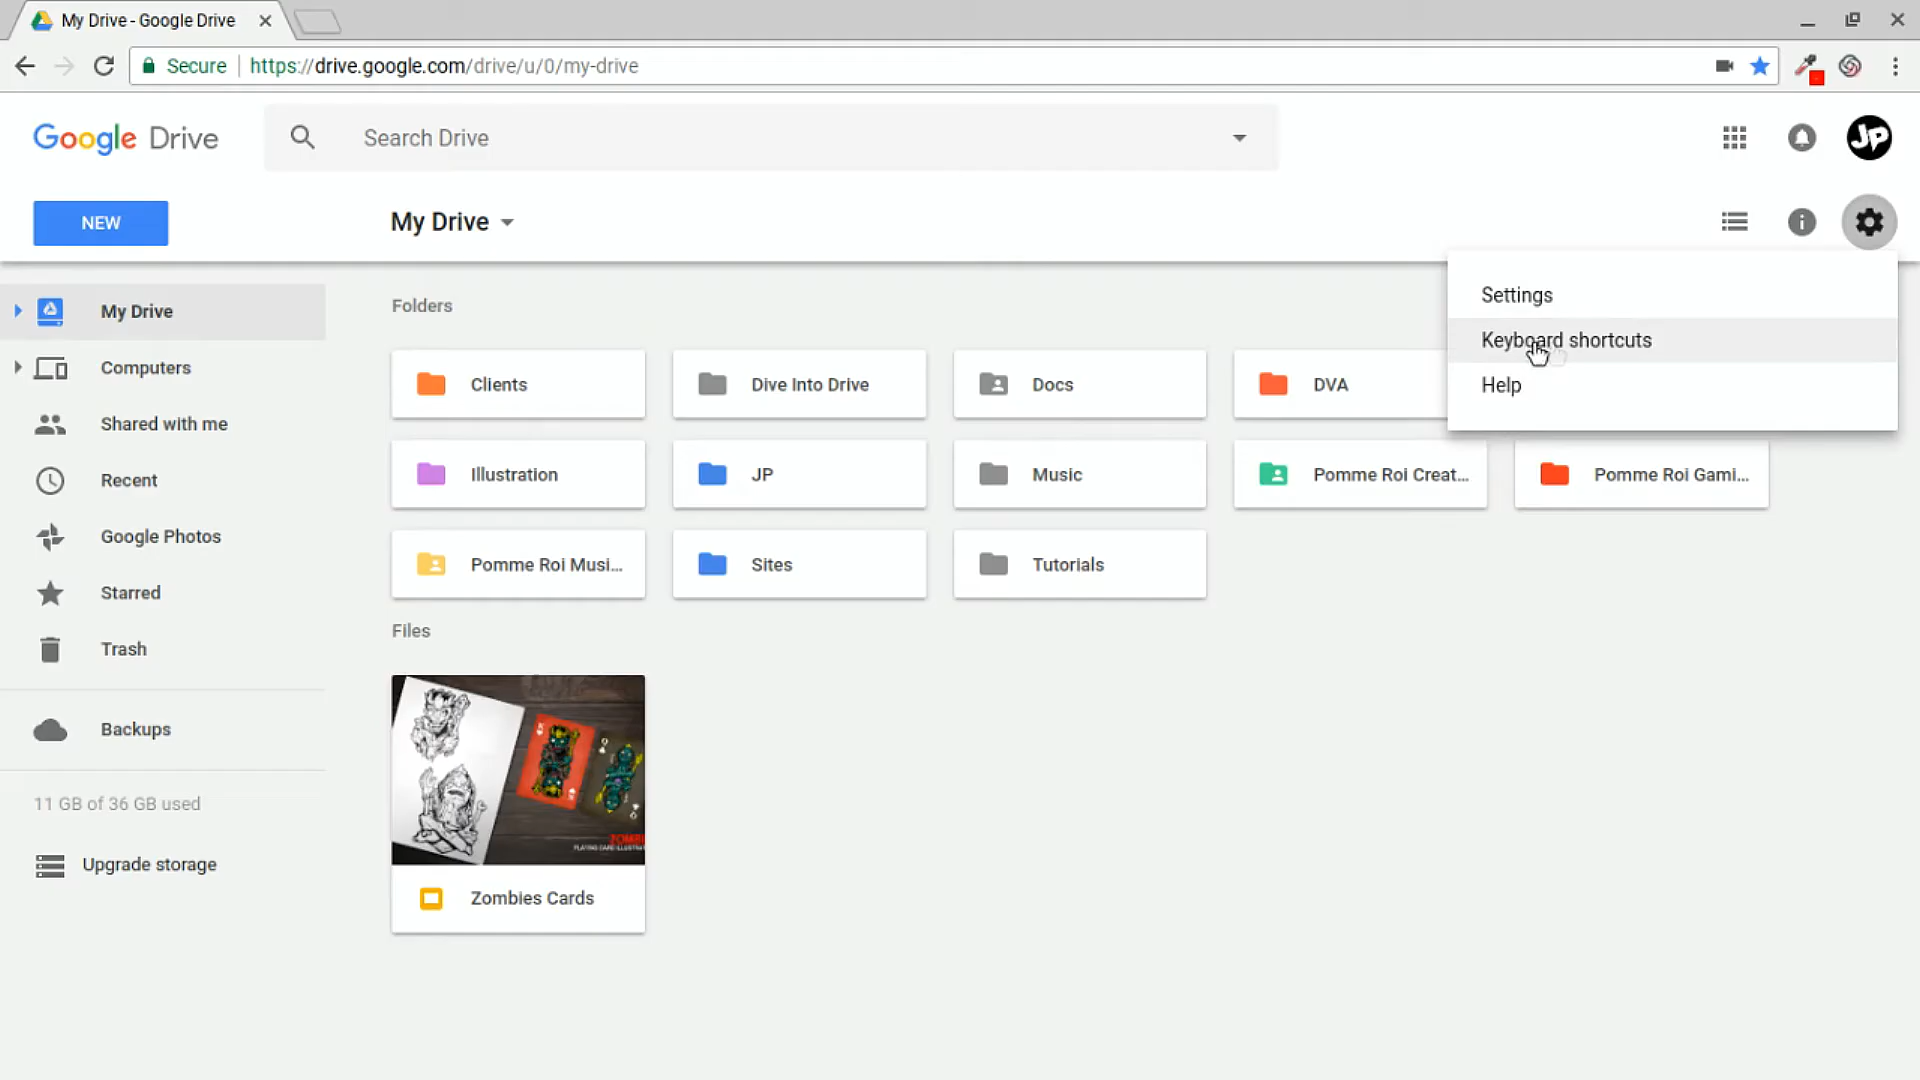 My Drive - Google Drive
Secure
https://drive.google.com/drive/u/0/my-drive
Google Drive
Search Drive
JP
NEW
My Drive
Settings
Keyboard shortcuts
Help
My Drive
Computers
Shared with me
Recent
Google Photos
Starred
Trash
Backups
11 GB of 36 GB used
Upgrade storage
Folders
Clients
Dive Into Drive
Docs
DVA
Illustration
JP
Music
Pomme Roi Creat...
Pomme Roi Gami...
Pomme Roi Musi...
Sites
Tutorials
Files
Zombies Cards